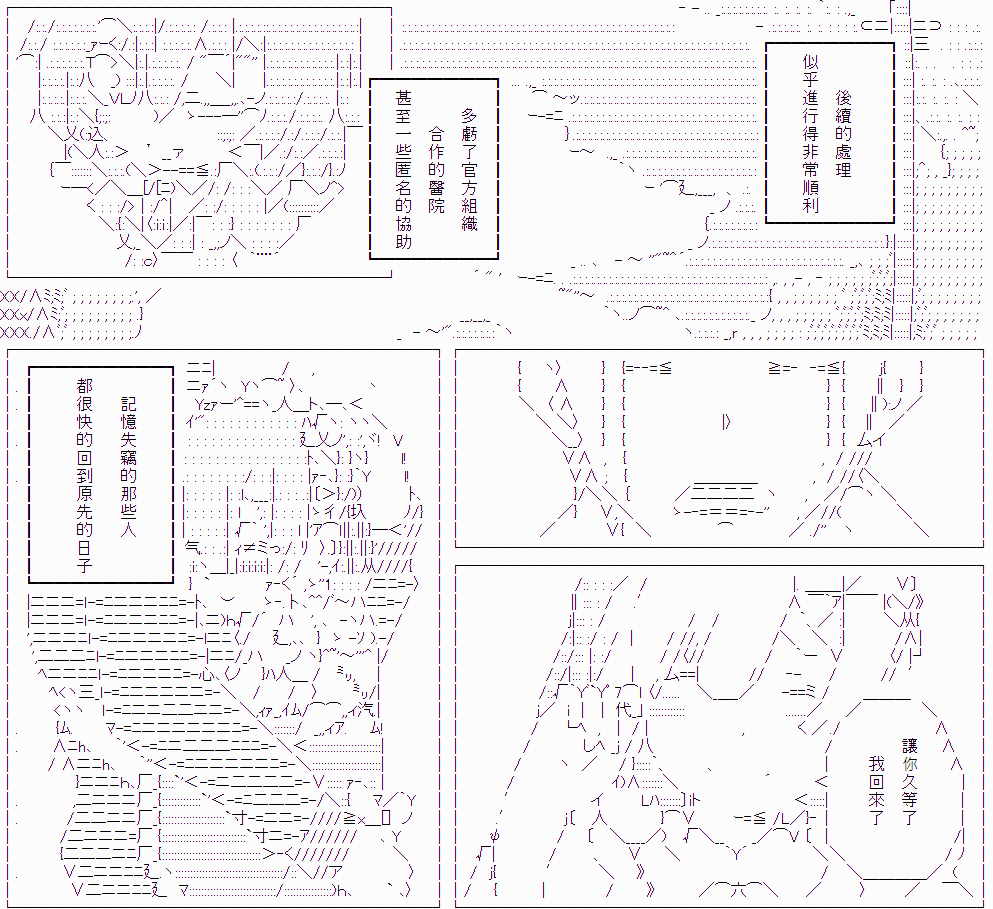 後續的處理
似乎進行得非常順利
多虧了官方組織
合作的醫院
甚至一些匿名的協助
記憶失竊的那些人
都很快的回到原先的日子
讓你久等了
我回來了